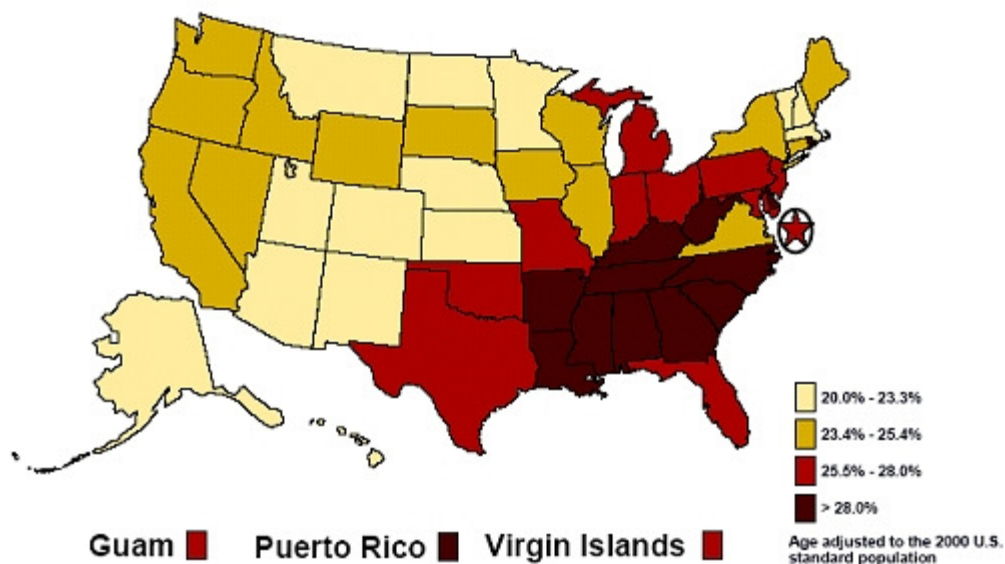 20.0% - 23.3%
23.4% - 25.4%
25.5% - 28.0%
> 28.0%
Guam Puerto Rico Virgin Islands
Age adjusted to the 2000 U.S.
standard population